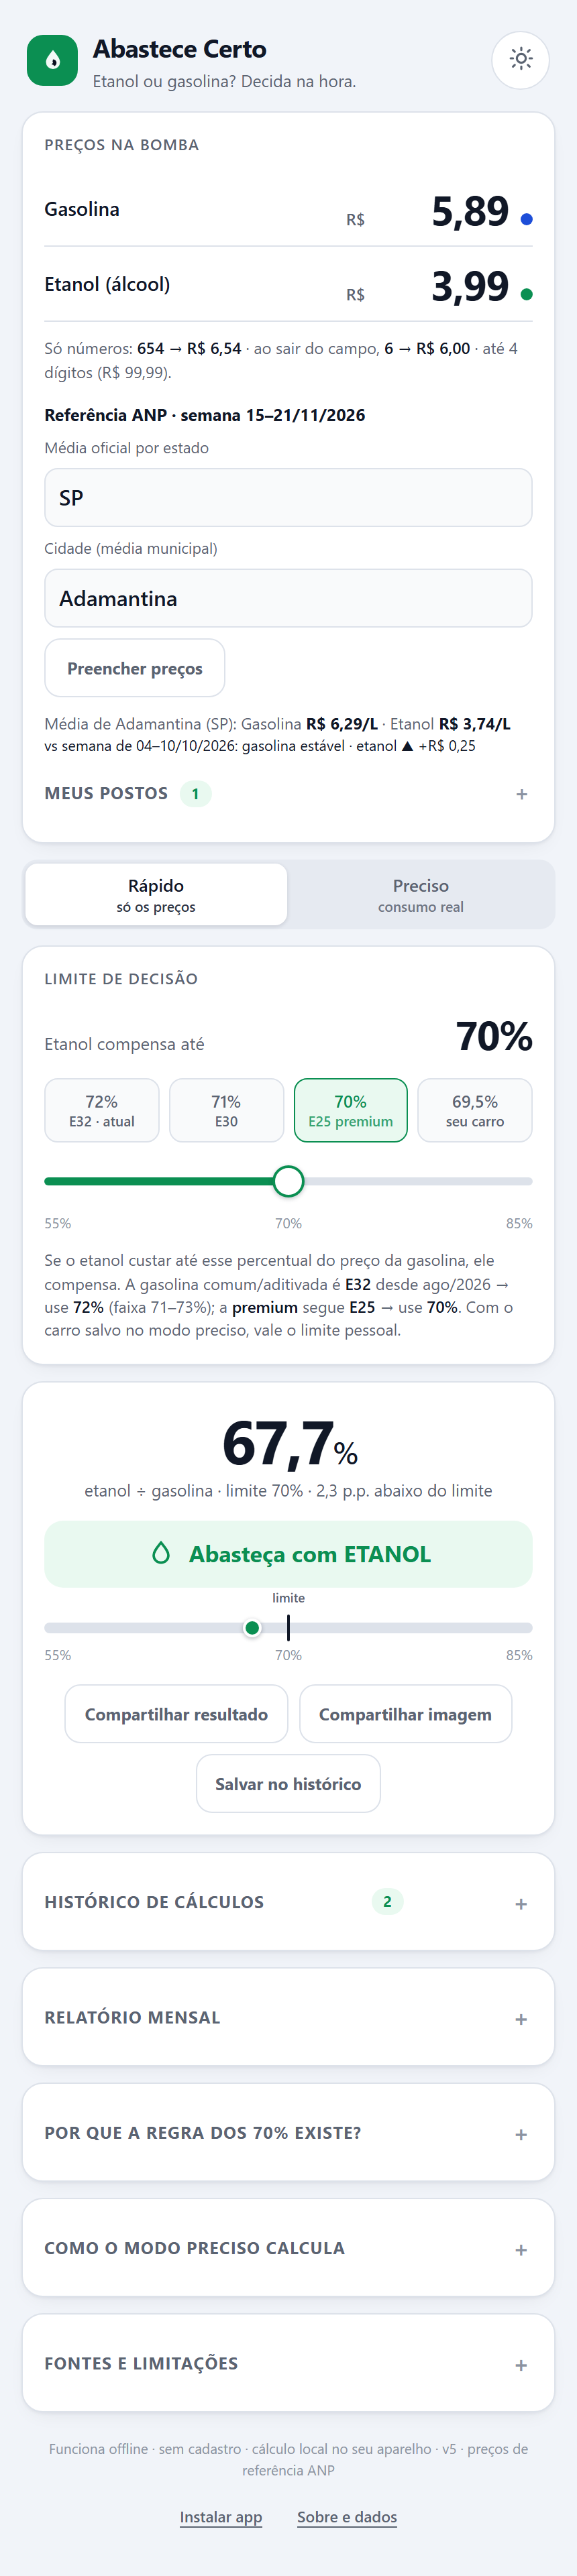 Abastece Certo
Etanol ou gasolina? Decida na hora.
PREÇOS NA BOMBA
Gasolina R$ 5,89
Etanol (álcool) R$ 3,99
Só números: 654 → R$ 6,54 · ao sair do campo, 6 → R$ 6,00 · até 4
dígitos (R$ 99,99).
Referência ANP · semana 15–21/11/2026
Média oficial por estado
SP
Cidade (média municipal)
Adamantina
Preencher preços
Média de Adamantina (SP): Gasolina R$ 6,29/L · Etanol R$ 3,74/L
vs semana de 04–10/10/2026: gasolina estável · etanol ▲ +R$ 0,25
MEUS POSTOS 1 +
Rápido Preciso
só os preços consumo real
LIMITE DE DECISÃO
Etanol compensa até 70%
72% 71% 70% 69,5%
E32 · atual E30 E25 premium seu carro
55% 70% 85%
Se o etanol custar até esse percentual do preço da gasolina, ele
compensa. A gasolina comum/aditivada é E32 desde ago/2026 →
use 72% (faixa 71–73%); a premium segue E25 → use 70%. Com o
carro salvo no modo preciso, vale o limite pessoal.
67,7%
etanol ÷ gasolina · limite 70% · 2,3 p.p. abaixo do limite
Abasteça com ETANOL
limite
55% 70% 85%
Compartilhar resultado Compartilhar imagem
Salvar no histórico
HISTÓRICO DE CÁLCULOS 2 +
RELATÓRIO MENSAL +
POR QUE A REGRA DOS 70% EXISTE? +
COMO O MODO PRECISO CALCULA +
FONTES E LIMITAÇÕES +
Funciona offline · sem cadastro · cálculo local no seu aparelho · v5 · preços de
referência ANP
Instalar app Sobre e dados